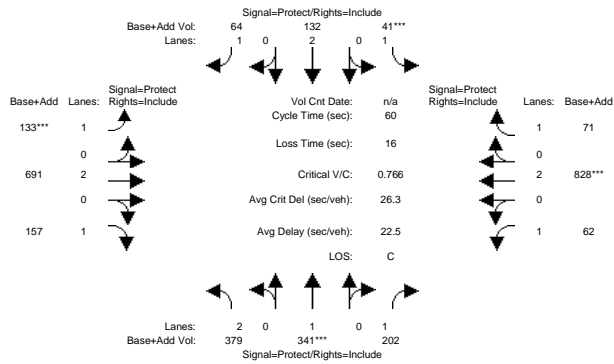 Signal=Protect/Rights=Include
Base+Add Vol: 64 132 41***
Lanes: 1 0 2 0 1
Signal=Protect Signal=Protect
Base+Add Lanes: Rights=Include Vol Cnt Date: n/a Rights=Include Lanes: Base+Add
Cycle Time (sec): 60
133*** 1 1 71
Loss Time (sec): 16
0 0
691 2 Critical V/C: 0.766 2 828***
0 Avg Crit Del (sec/veh): 26.3 0
157 1 Avg Delay (sec/veh): 22.5 1 62
LOS: C
Lanes: 2 0 1 0 1
Base+Add Vol: 379 341*** 202
Signal=Protect/Rights=Include